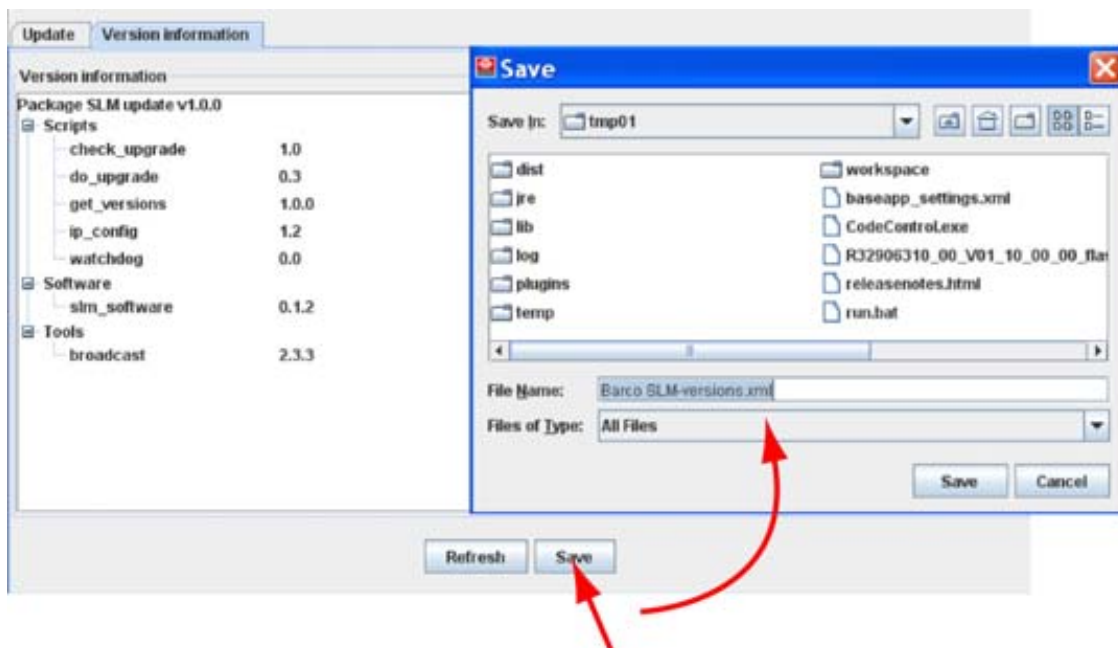 Update Version information
Version information
Package SLM update v1.0.0
Scripts
check_upgrade 1.0
do_upgrade 0.3
get_versions 1.0.0
ip_config 1.2
watchdog 0.0
Software
slm_software 0.1.2
Tools
broadcast 2.3.3
Refresh Save
Save
Save In: tmp01
dist
jre
lib
log
plugins
temp
workspace
baseapp_settings.xml
CodeControl.exe
R32906310_00_V01_10_00_00_fla
releasenotes.html
run.bat
File Name: Barco SLM-versions.xml
Files of Type: All Files
Save Cancel